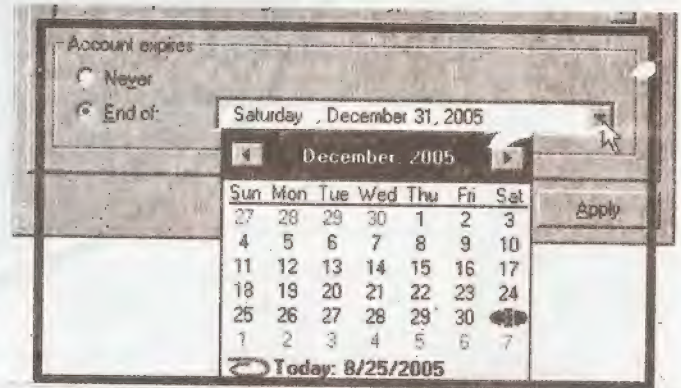 Account expires
Never
End of:
Saturday , December 31, 2005
December, 2005
Sun Mon Tue Wed Thu Fri Sat
27 28 29 30 1 2 3
4 5 6 7 8 9 10
11 12 13 14 15 16 17
18 19 20 21 22 23 24
25 26 27 28 29 30
1 2 3 4 5 6 7
Today: 8/25/2005
Apply